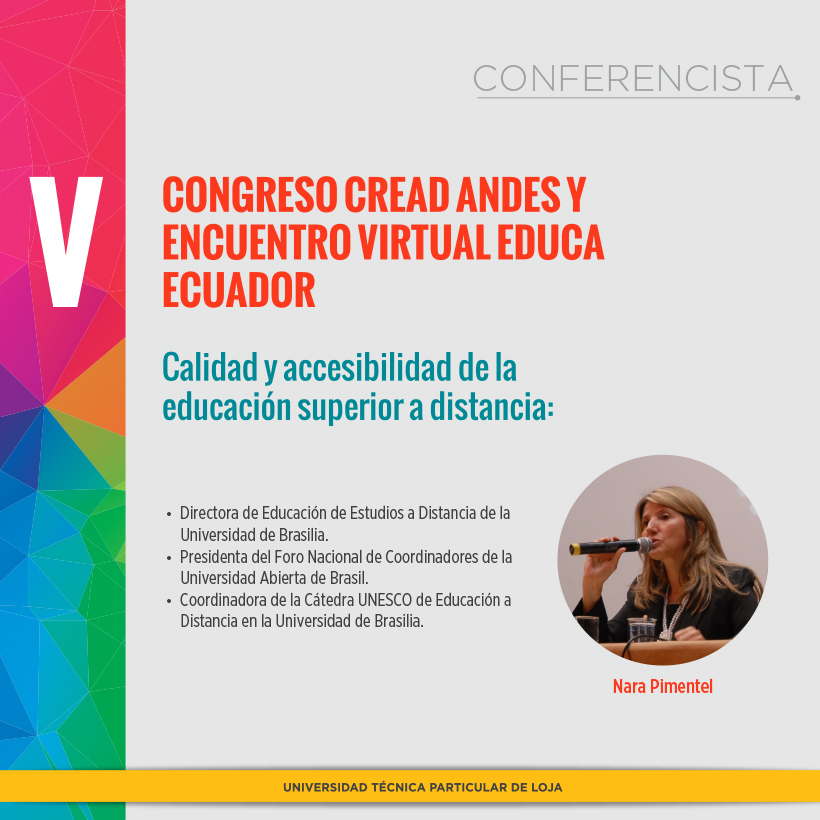 CONFERENCISTA
V
CONGRESO CREAD ANDES Y
ENCUENTRO VIRTUAL EDUCA
ECUADOR
Calidad y accesibilidad de la
educación superior a distancia:
• Directora de Educación de Estudios a Distancia de la
Universidad de Brasilia.
• Presidenta del Foro Nacional de Coordinadores de la
Universidad Abierta de Brasil.
• Coordinadora de la Cátedra UNESCO de Educación a
Distancia en la Universidad de Brasilia.
Nara Pimentel
UNIVERSIDAD TÉCNICA PARTICULAR DE LOJA